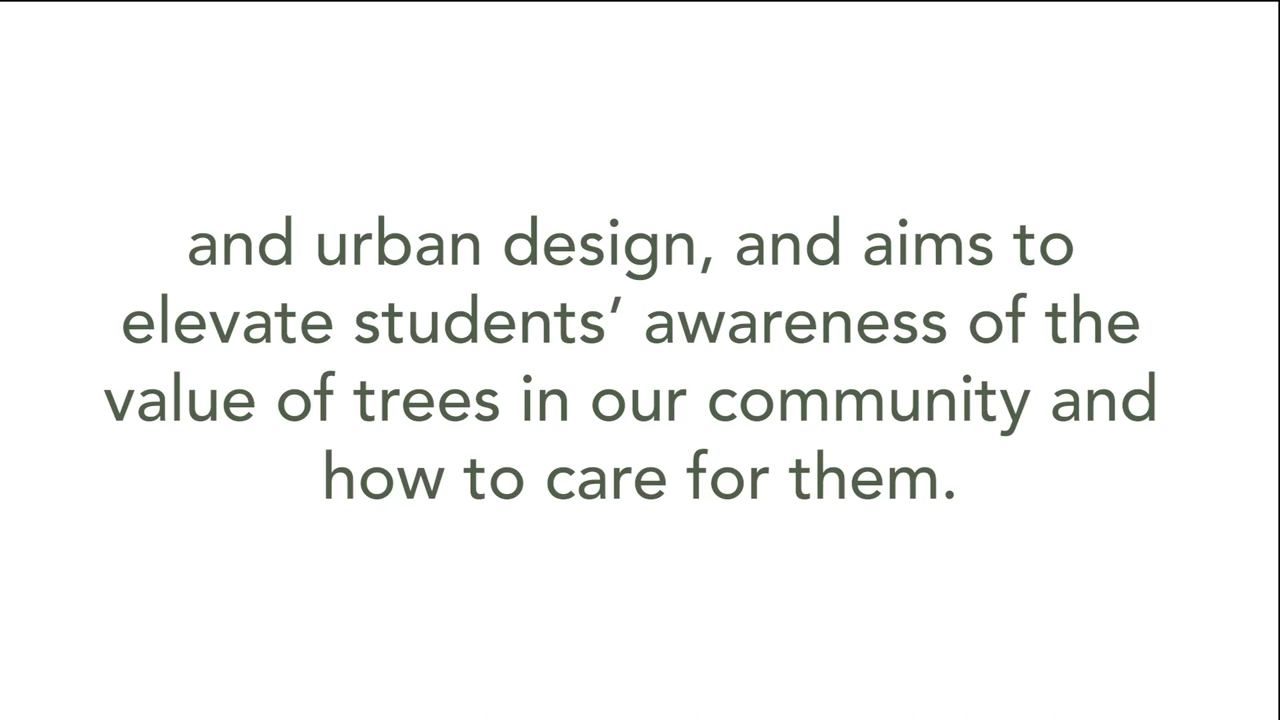 and urban design, and aims to
elevate students’ awareness of the
value of trees in our community and
how to care for them.